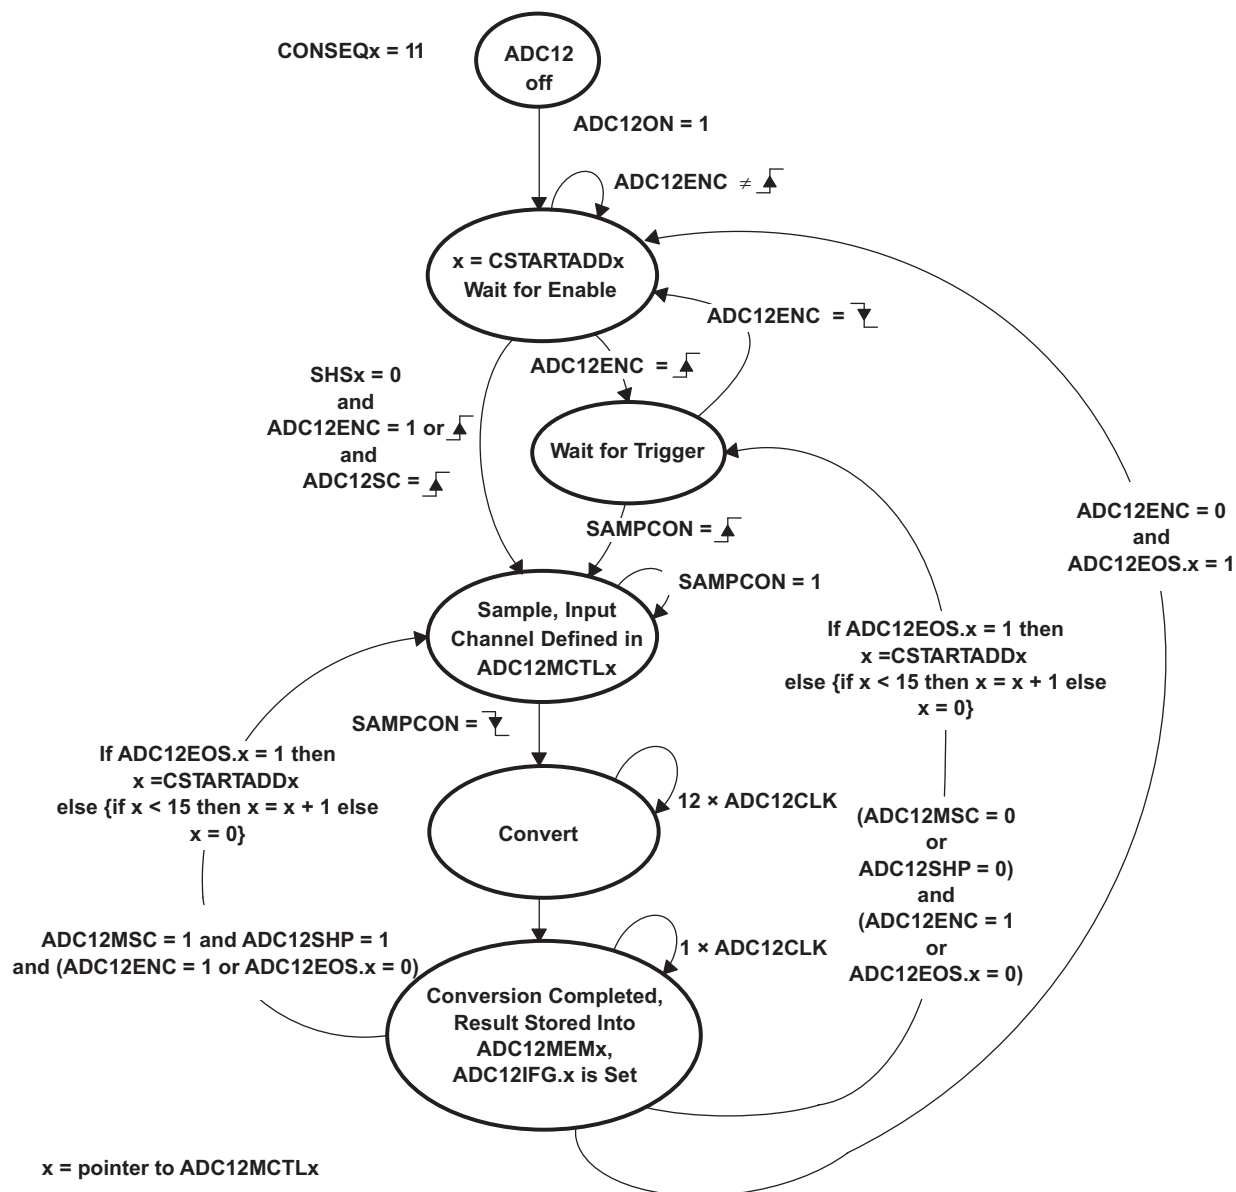 CONSEQx = 11
ADC12
off
ADC12ON = 1
ADC12ENC ≠
x = CSTARTADDx
Wait for Enable
ADC12ENC =
ADC12ENC =
SHSx = 0
and
ADC12ENC = 1 or
and
ADC12SC =
Wait for Trigger
SAMPCON =
ADC12ENC = 0
and
ADC12EOS.x = 1
SAMPCON = 1
Sample, Input
Channel Defined in
ADC12MCTLx
If ADC12EOS.x = 1 then
x =CSTARTADDx
else {if x < 15 then x = x + 1 else
x = 0}
SAMPCON =
If ADC12EOS.x = 1 then
x =CSTARTADDx
else {if x < 15 then x = x + 1 else
x = 0}
12 × ADC12CLK
Convert
(ADC12MSC = 0
or
ADC12SHP = 0)
and
(ADC12ENC = 1
or
ADC12EOS.x = 0)
ADC12MSC = 1 and ADC12SHP = 1
and (ADC12ENC = 1 or ADC12EOS.x = 0)
1 × ADC12CLK
Conversion Completed,
Result Stored Into
ADC12MEMx,
ADC12IFG.x is Set
x = pointer to ADC12MCTLx